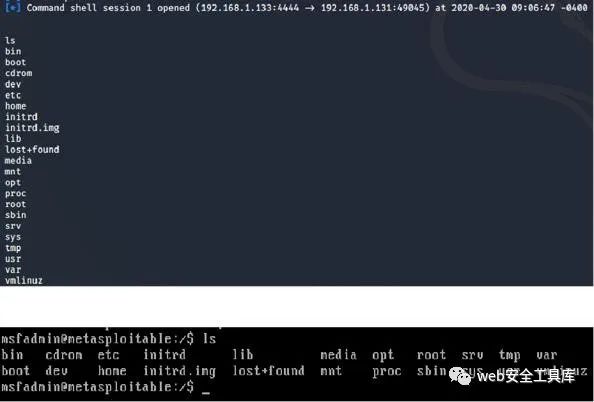 [*] Command shell session 1 opened (192.168.1.133:4444 → 192.168.1.131:49045) at 2020-04-30 09:06:47 -0400
ls
bin
boot
cdrom
dev
etc
home
initrd
initrd.img
lib
lost+found
media
mnt
opt
proc
root
sbin
srv
sys
tmp
usr
var
vmlinuz
msfadmin@metasploitable:/$ ls
bin cdrom etc initrd lib media opt root srv tmp var
boot dev home initrd.img lost+found mnt proc sbin sys usr vmlinuz
msfadmin@metasploitable:/$ _
web安全工具库